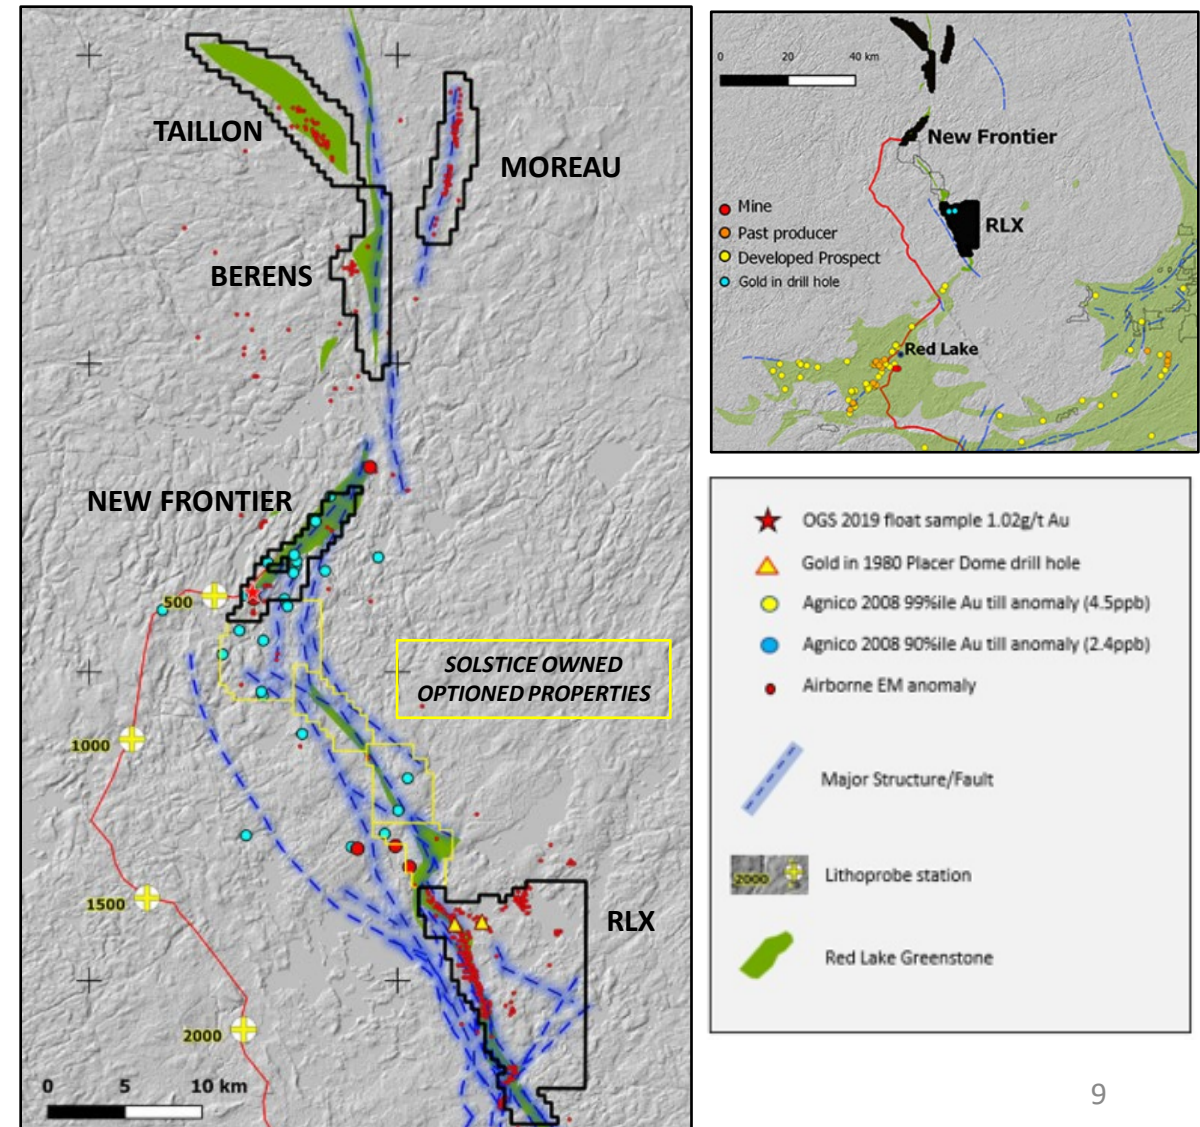 TAILLON
MOREAU
BERENS
NEW FRONTIER
500
SOLSTICE OWNED
OPTIONED PROPERTIES
1000
1500
RLX
2000
0 5 10 km
0 20 40 km
New Frontier
RLX
Mine
Past producer
Developed Prospect
Gold in drill hole
Red Lake
OGS 2019 float sample 1.02g/t Au
Gold in 1980 Placer Dome drill hole
Agnico 2008 99%ile Au till anomaly (4.5ppb)
Agnico 2008 90%ile Au till anomaly (2.4ppb)
Airborne EM anomaly
Major Structure/Fault
2000
Lithoprobe station
Red Lake Greenstone
9